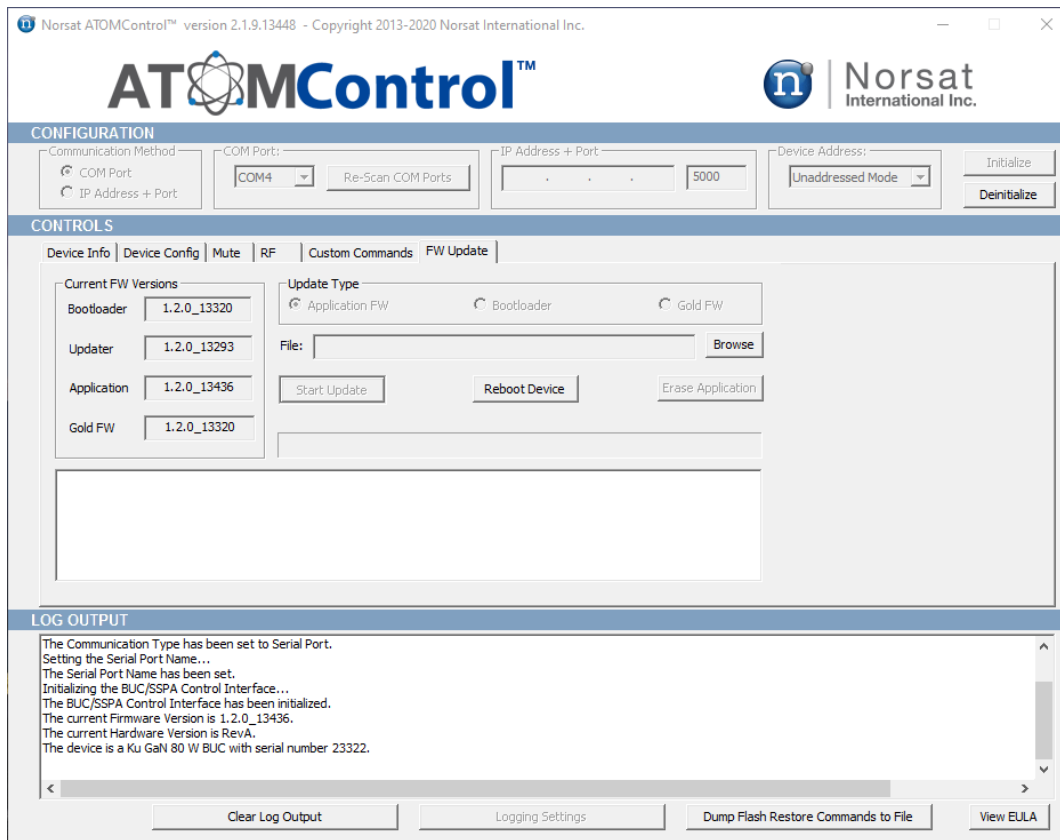 Norsat ATOMControl™ version 2.1.9.13448 - Copyright 2013-2020 Norsat International Inc.
ATOMControl™
n Norsat International Inc.
CONFIGURATION
Communication Method
COM Port
IP Address + Port
COM Port:
COM4
Re-Scan COM Ports
IP Address + Port
. . .
5000
Device Address:
Unaddressed Mode
Initialize
Deinitialize
CONTROLS
Device Info Device Config Mute RF Custom Commands FW Update
Current FW Versions
Bootloader 1.2.0_13320
Updater 1.2.0_13293
Application 1.2.0_13436
Gold FW 1.2.0_13320
Update Type
Application FW Bootloader Gold FW
File: Browse
Start Update Reboot Device Erase Application
LOG OUTPUT
The Communication Type has been set to Serial Port.
Setting the Serial Port Name...
The Serial Port Name has been set.
Initializing the BUC/SSPA Control Interface...
The BUC/SSPA Control Interface has been initialized.
The current Firmware Version is 1.2.0_13436.
The current Hardware Version is RevA.
The device is a Ku GaN 80 W BUC with serial number 23322.
Clear Log Output Logging Settings Dump Flash Restore Commands to File View EULA